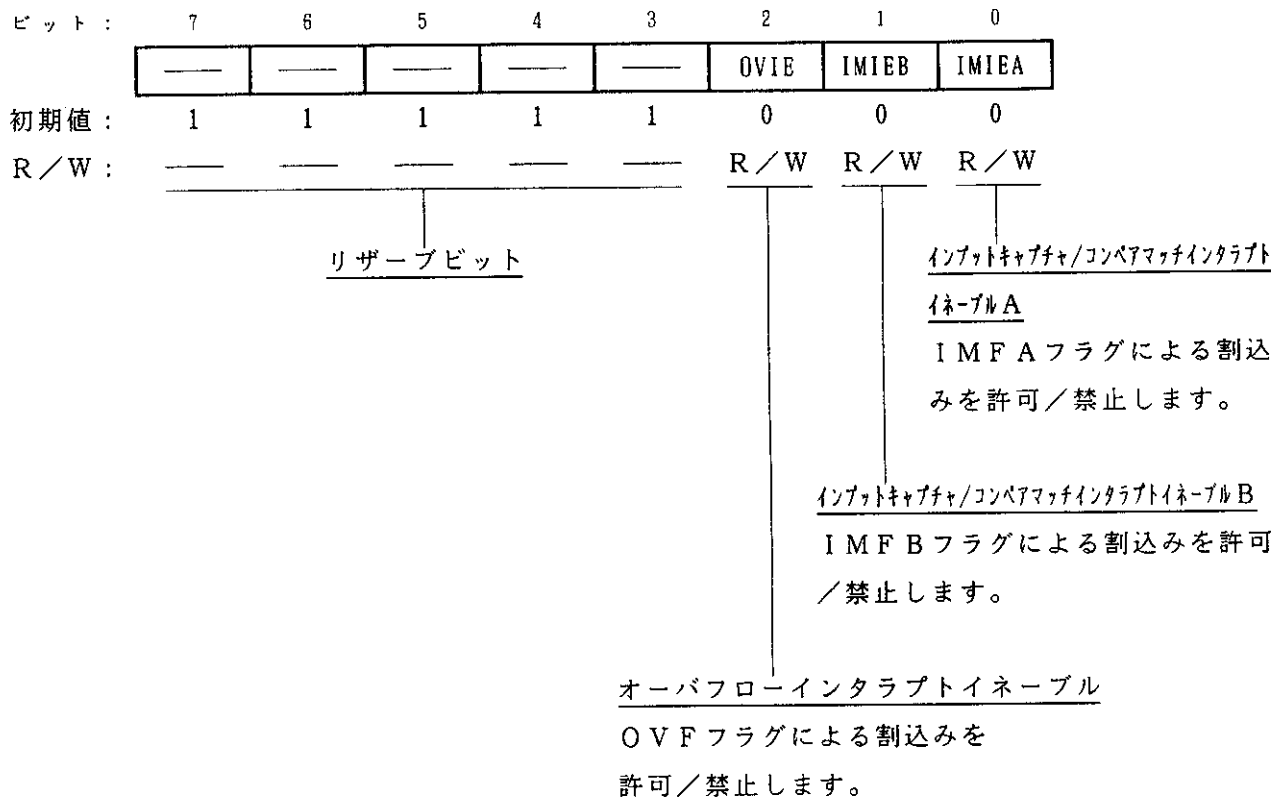 ビット： 7 6 5 4 3 2 1 0
― ― ― ― ― OVIE IMIEB IMIEA
初期値： 1 1 1 1 1 0 0 0
R／W： ― ― ― ― ― R／W R／W R／W
リザーブビット
インプットキャプチャ/コンペアマッチインタラプト
イネーブルA
IMFAフラグによる割込
みを許可／禁止します。
インプットキャプチャ/コンペアマッチインタラプトイネーブルB
IMFBフラグによる割込みを許可
／禁止します。
オーバフローインタラプトイネーブル
OVFフラグによる割込みを
許可／禁止します。